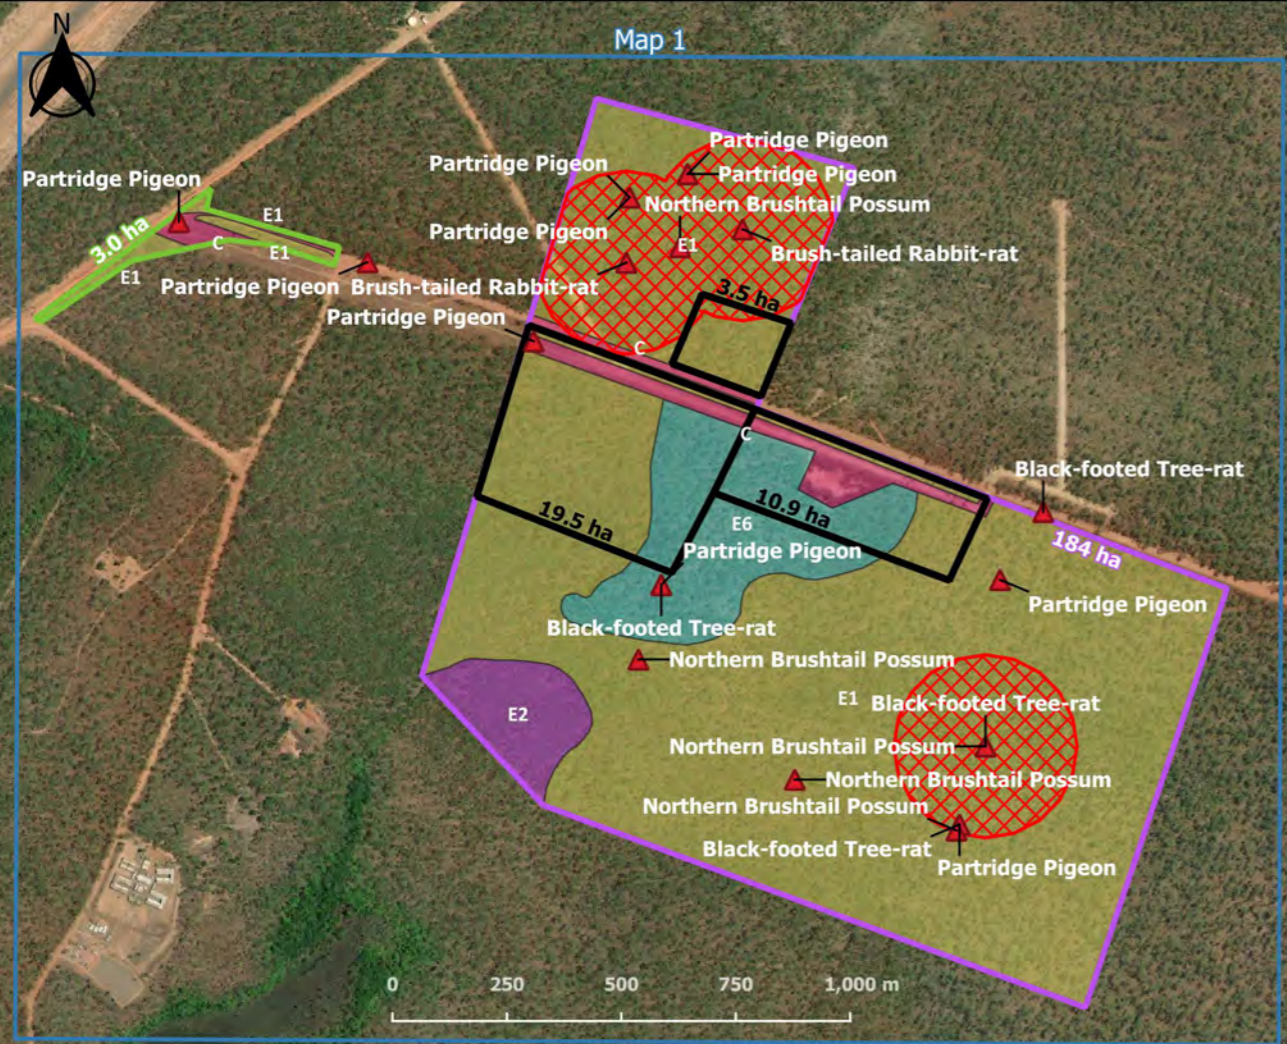 N
Map 1
Partridge Pigeon
Partridge Pigeon
Partridge Pigeon
Partridge Pigeon
Northern Brushtail Possum
E1
3.0 ha
C
E1
E1
Partridge Pigeon
E1
Brush-tailed Rabbit-rat
Partridge Pigeon
Brush-tailed Rabbit-rat
3.5 ha
Partridge Pigeon
C
C
Black-footed Tree-rat
10.9 ha
19.5 ha
E6
184 ha
Partridge Pigeon
Partridge Pigeon
Black-footed Tree-rat
Northern Brushtail Possum
E1
Black-footed Tree-rat
E2
Northern Brushtail Possum
Northern Brushtail Possum
Northern Brushtail Possum
Black-footed Tree-rat
Partridge Pigeon
0 250 500 750 1,000 m